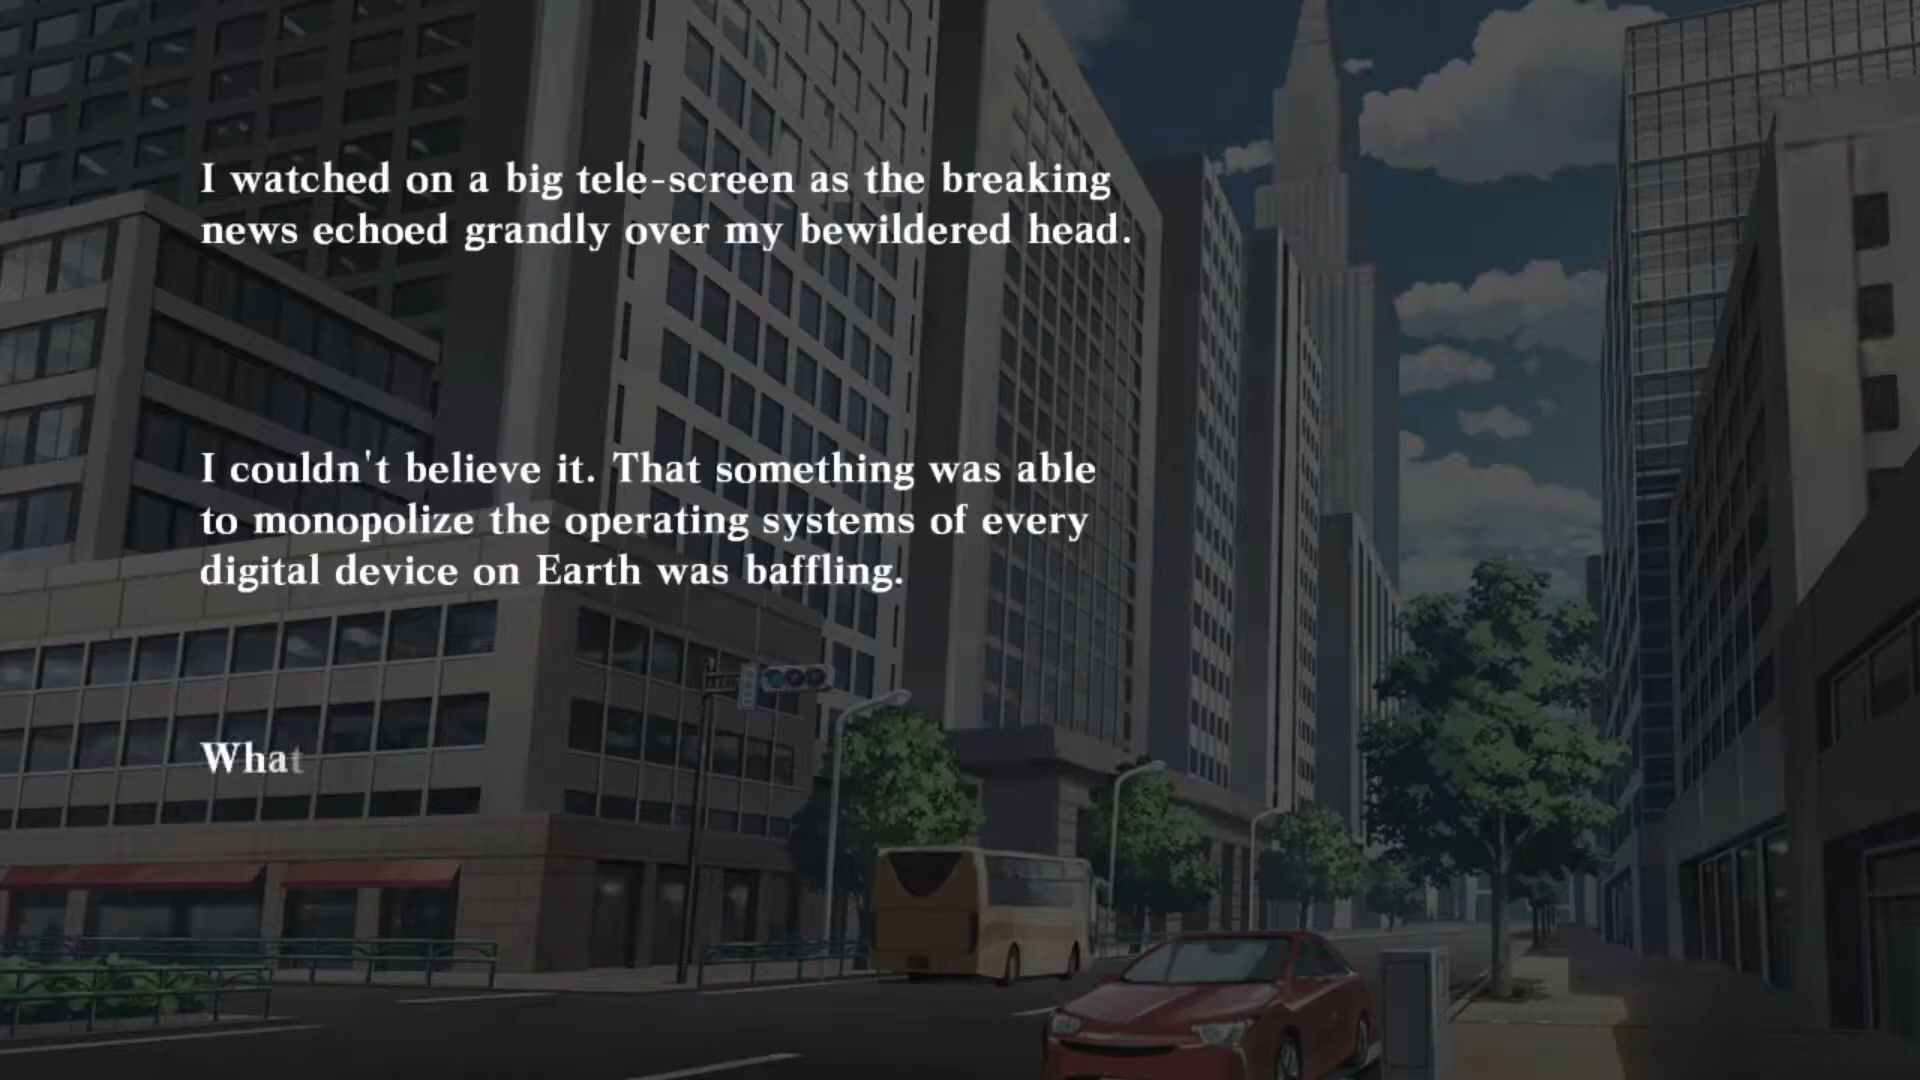 I watched on a big tele-screen as the breaking
news echoed grandly over my bewildered head.
I couldn't believe it. That something was able
to monopolize the operating systems of every
digital device on Earth was baffling.
What